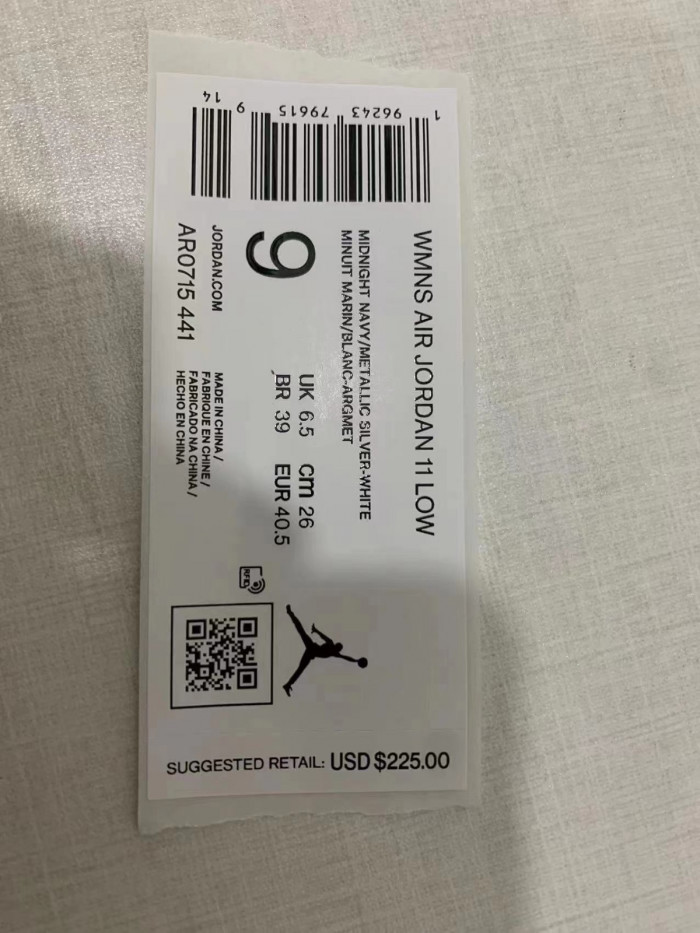 WMNS AIR JORDAN 11 LOW
MIDNIGHT NAVY/METALLIC SILVER-WHITE
MINUIT MARIN/BLANC-ARGMET
1 96243 79615 9
14
9
UK 6.5 cm 26
BR 39 EUR 40.5
JORDAN.COM
AR0715 441
MADE IN CHINA /
FABRIQUE EN CHINE /
FABRICADO NA CHINA /
HECHO EN CHINA
RFID
SUGGESTED RETAIL: USD $225.00